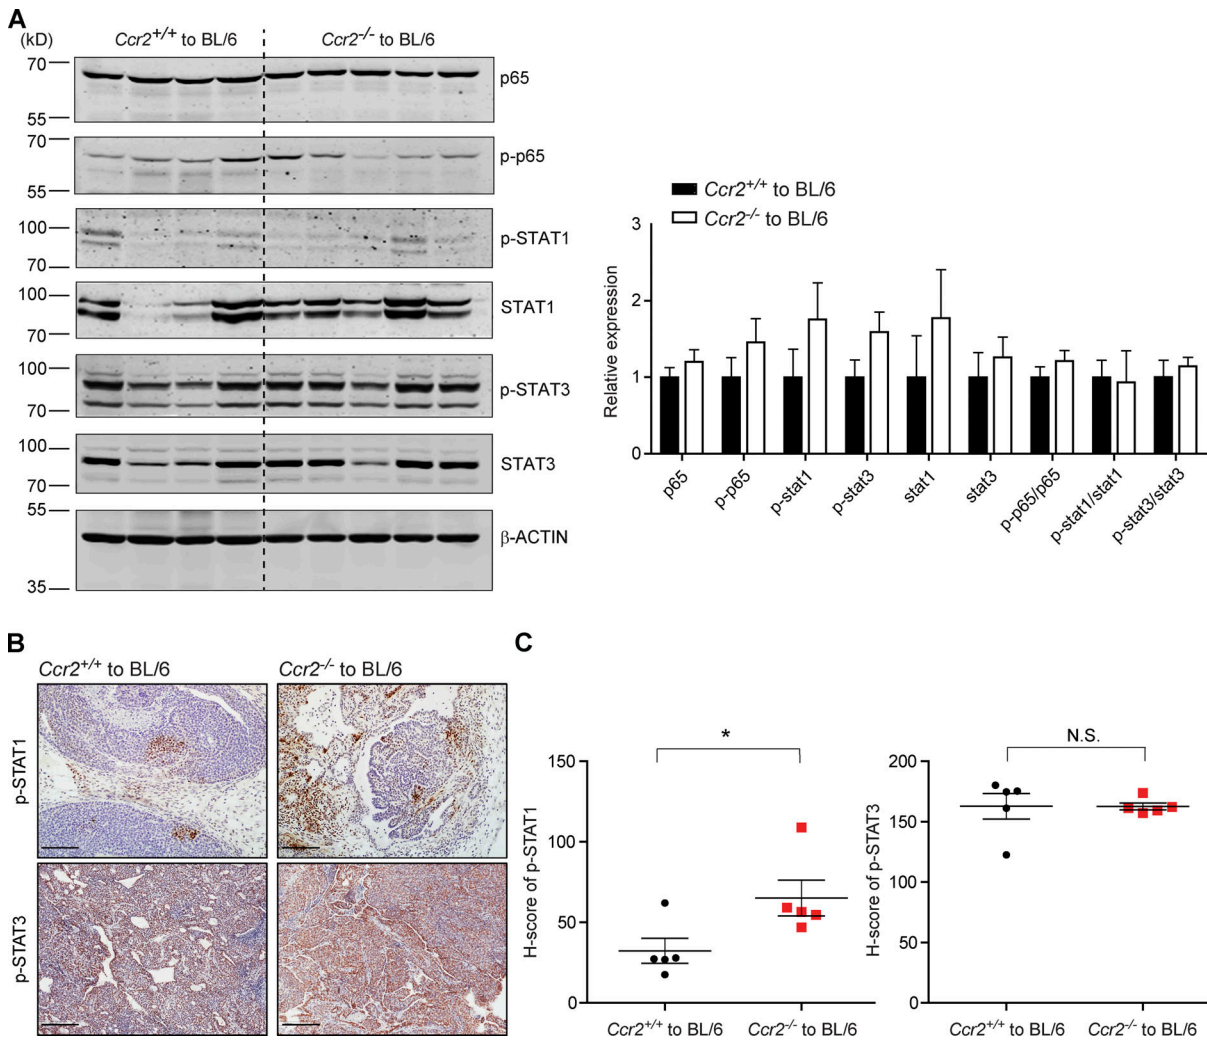 A
(kD)
Ccr2+/+ to BL/6
Ccr2-/- to BL/6
70
55
p65
70
55
p-p65
100
70
p-STAT1
100
70
STAT1
100
70
p-STAT3
100
70
STAT3
55
35
β-ACTIN
Ccr2+/+ to BL/6
Ccr2-/- to BL/6
Relative expression
3
2
1
0
p65
p-p65
p-stat1
p-stat3
stat1
stat3
p-p65/p65
p-stat1/stat1
p-stat3/stat3
B
Ccr2+/+ to BL/6
Ccr2-/- to BL/6
p-STAT1
p-STAT3
C
H-score of p-STAT1
150
100
50
0
*
Ccr2+/+ to BL/6
Ccr2-/- to BL/6
H-score of p-STAT3
200
150
100
50
0
N.S.
Ccr2+/+ to BL/6
Ccr2-/- to BL/6